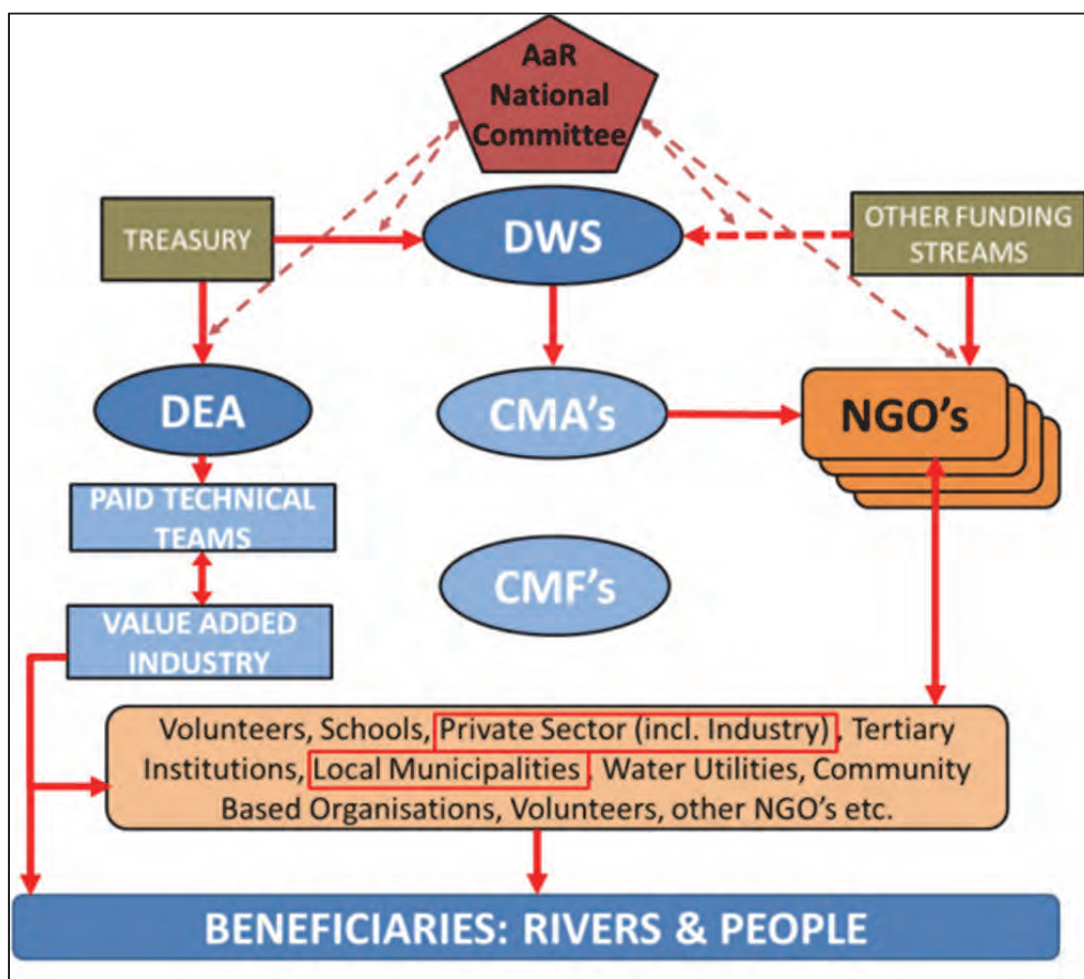 AaR
National
Committee
TREASURY
DWS
OTHER FUNDING
STREAMS
DEA
CMA's
NGO's
PAID TECHNICAL
TEAMS
CMF's
VALUE ADDED
INDUSTRY
Volunteers, Schools, Private Sector (incl. Industry), Tertiary
Institutions, Local Municipalities, Water Utilities, Community
Based Organisations, Volunteers, other NGO's etc.
BENEFICIARIES: RIVERS & PEOPLE